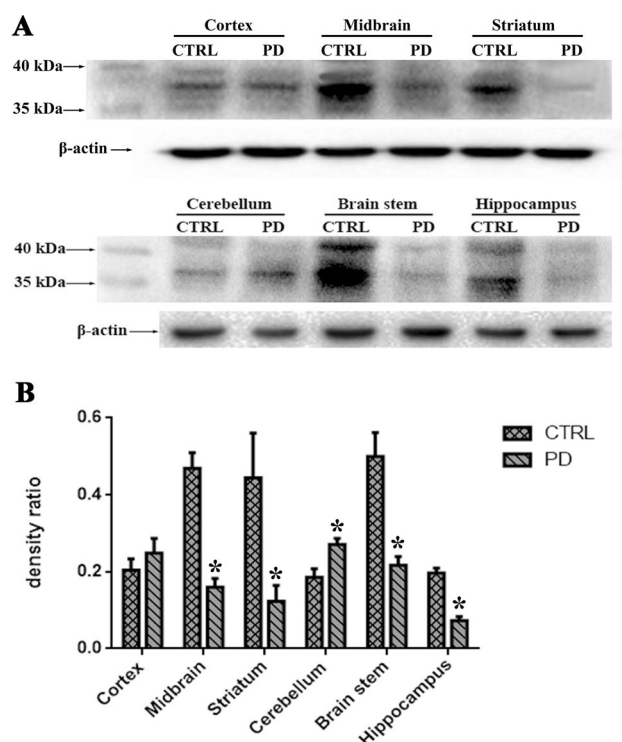 A
Cortex Midbrain Striatum
CTRL PD CTRL PD CTRL PD
40 kDa
35 kDa
β-actin
Cerebellum Brain stem Hippocampus
CTRL PD CTRL PD CTRL PD
40 kDa
35 kDa
β-actin
B
density ratio
0.6
0.4
0.2
0.0
* * * * *
CTRL
PD
Cortex
Midbrain
Striatum
Cerebellum
Brain stem
Hippocampus